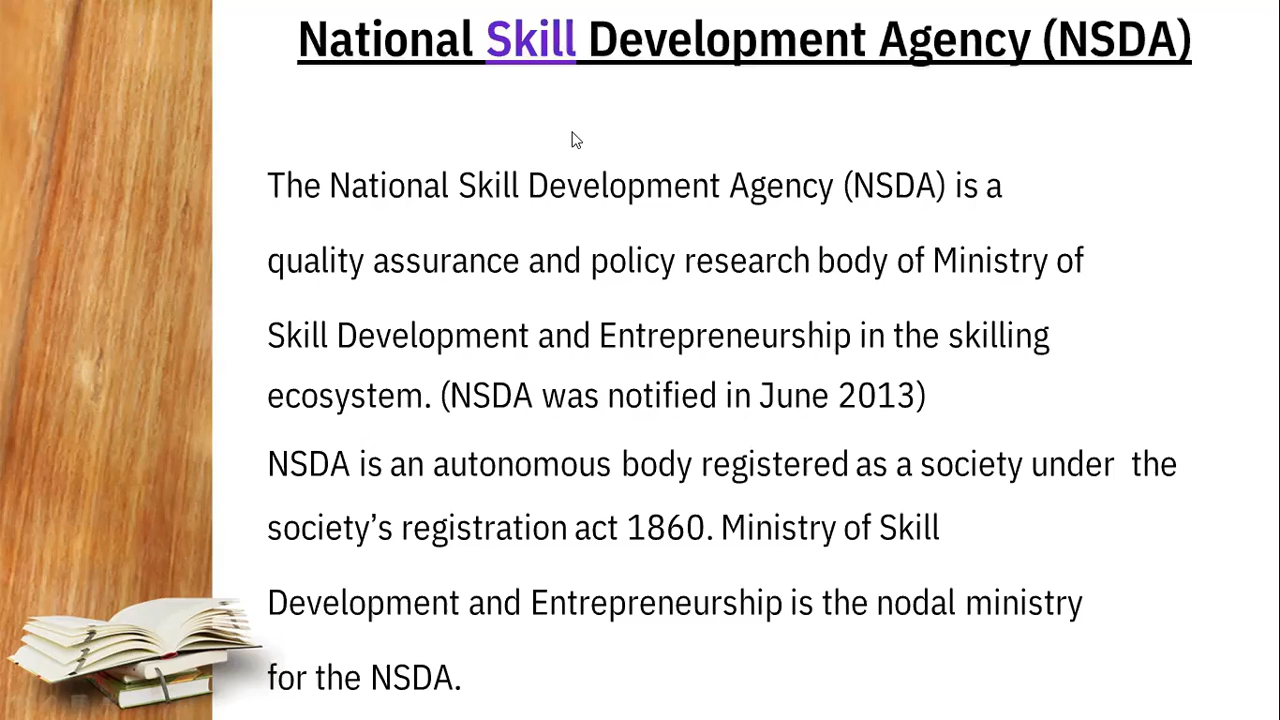 National Skill Development Agency (NSDA)
The National Skill Development Agency (NSDA) is a
quality assurance and policy research body of Ministry of
Skill Development and Entrepreneurship in the skilling
ecosystem. (NSDA was notified in June 2013)
NSDA is an autonomous body registered as a society under the
society’s registration act 1860. Ministry of Skill
Development and Entrepreneurship is the nodal ministry
for the NSDA.